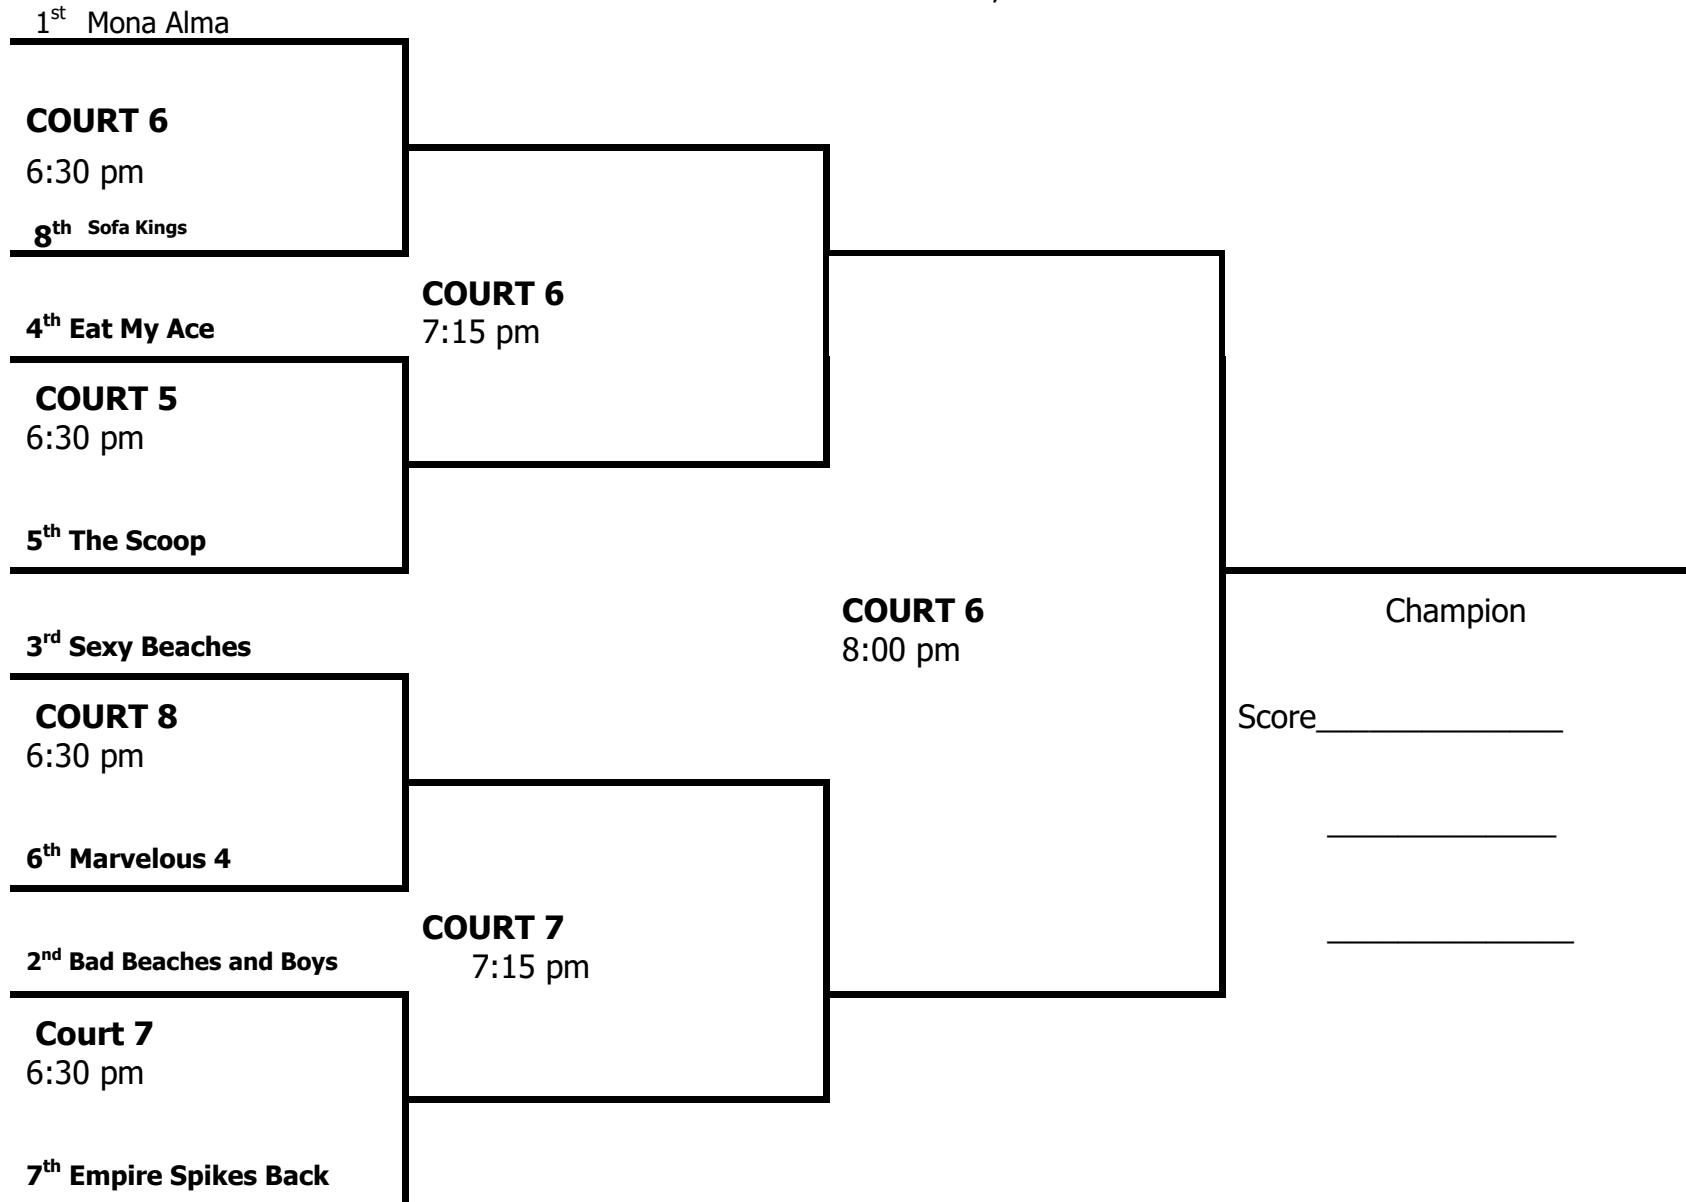 1st Mona Alma
COURT 6
6:30 pm
8th Sofa Kings
COURT 6
7:15 pm
4th Eat My Ace
COURT 5
6:30 pm
5th The Scoop
COURT 6
8:00 pm
Champion
3rd Sexy Beaches
COURT 8
6:30 pm
Score______________
_____________
6th Marvelous 4
COURT 7
7:15 pm
______________
2nd Bad Beaches and Boys
Court 7
6:30 pm
7th Empire Spikes Back